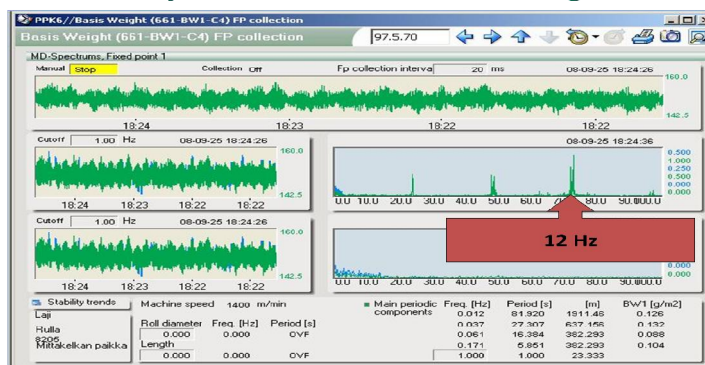 PPK6//Basis Weight (661-BW1-C4) FP collection
Basis Weight (661-BW1-C4) FP collection 97.5.70
MD-Spectrums, Fixed point 1
Manual Stop Collection Off Fp collection interval 20 ms 08-09-25 18:24:26
160.0
142.5
18:24 18:23 18:22 18:22
Cutoff 1.00 Hz 08-09-25 18:24:26
160.0
142.5
18:24 18:23 18:22 18:22
08-09-25 18:24:36
0.500
1.000
0.250
0.500
0.000
0.000
0.0 10.0 20.0 30.0 40.0 50.0 60.0 70.0 80.0 90.0
12 Hz
Cutoff 1.00 Hz 08-09-25 18:24:26
160.0
142.5
18:24 18:23 18:22 18:22
0.000
0.000
0.0 10.0 20.0 30.0 40.0 50.0 60.0 70.0 80.0 90.0
Stability trends
Laji
Hulla
8205
Mittakelkan paikka
Machine speed 1400 m/min
Roll diameter Freq. [Hz] Period [s]
0.000 0.000 OVF
Length
0.000 0.000 OVF
Main periodic components Freq. [Hz] Period [s] [m] BW1 [g/m2]
0.012 81.920 1911.46 0.126
0.037 27.307 637.156 0.132
0.061 16.384 382.293 0.088
0.171 5.851 382.293 0.104
1.000 1.000 23.333